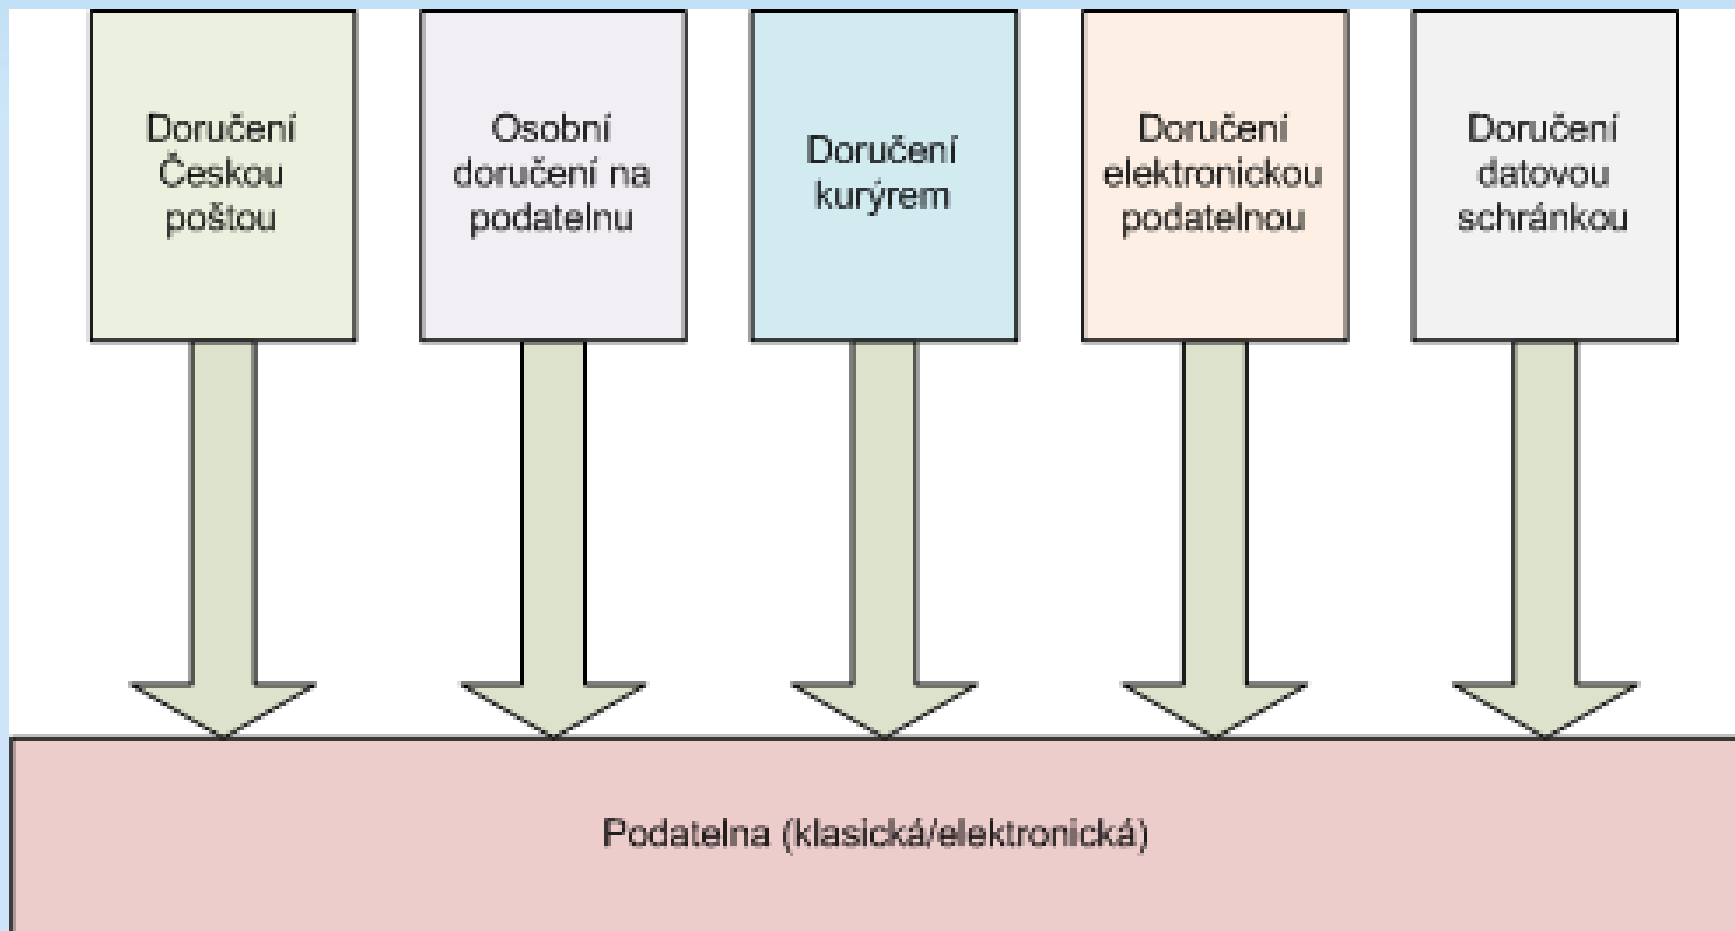 Doručení
Českou
poštou
Osobní
doručení na
podatelnu
Doručení
kurýrem
Doručení
elektronickou
podatelnou
Doručení
datovou
schránkou
Podatelna (klasická/elektronická)